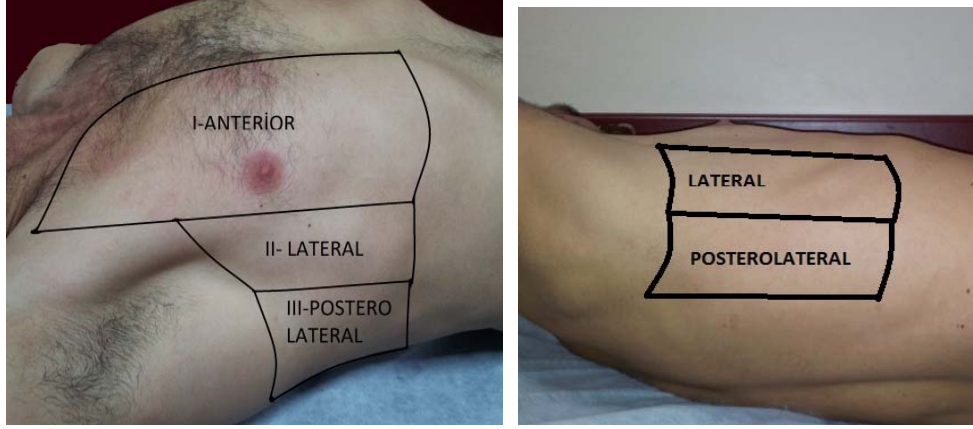 I-ANTERİOR
II- LATERAL
III-POSTERO
LATERAL
LATERAL
POSTEROLATERAL